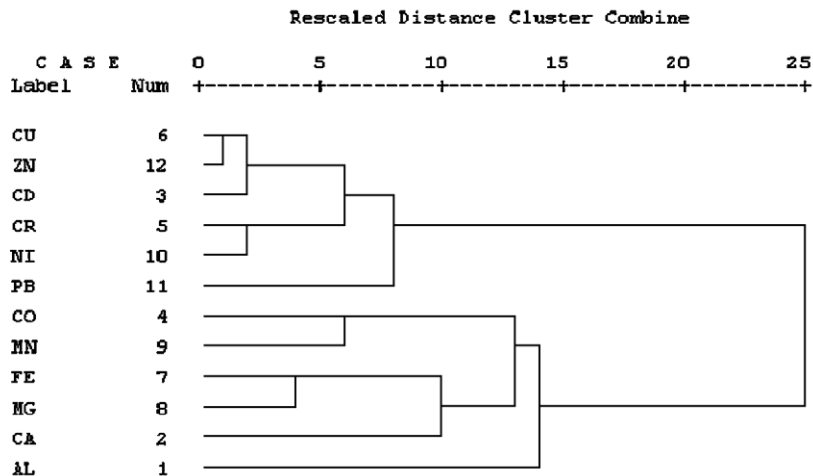 Rescaled Distance Cluster Combine
C A S E 0 5 10 15 20 25
Label Num +---------+---------+---------+---------+---------+
CU 6
ZN 12
CD 3
CR 5
NI 10
PB 11
CO 4
MN 9
FE 7
MG 8
CA 2
AL 1